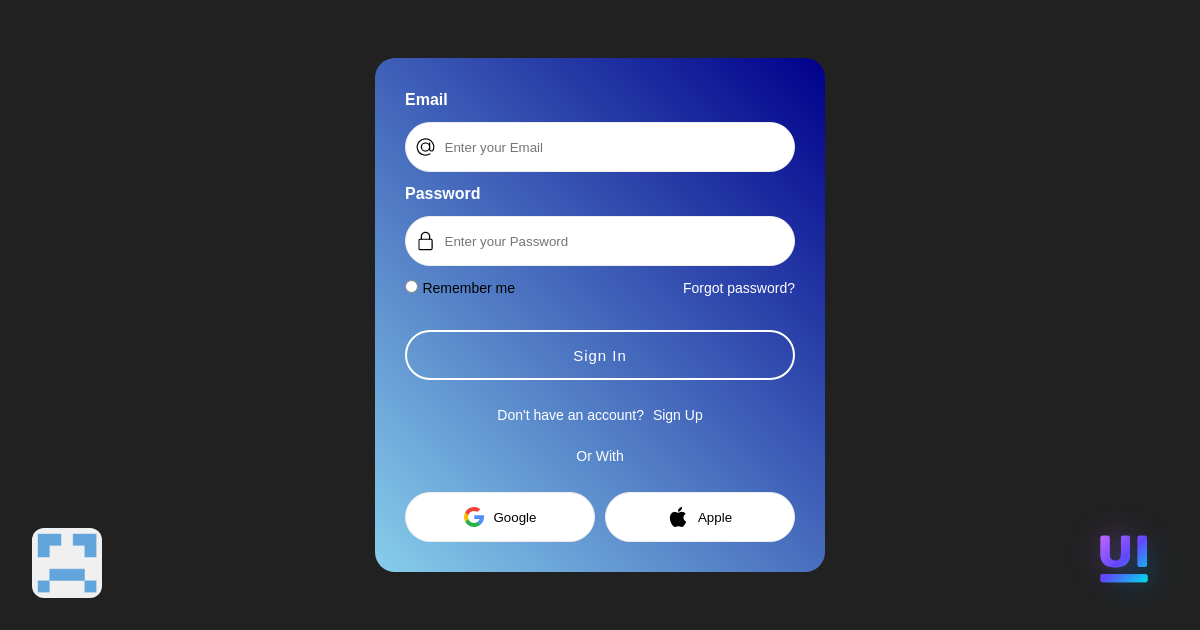 Email
Enter your Email
Password
Enter your Password
Remember me Forgot password?
Sign In
Don't have an account? Sign Up
Or With
Google Apple
UI